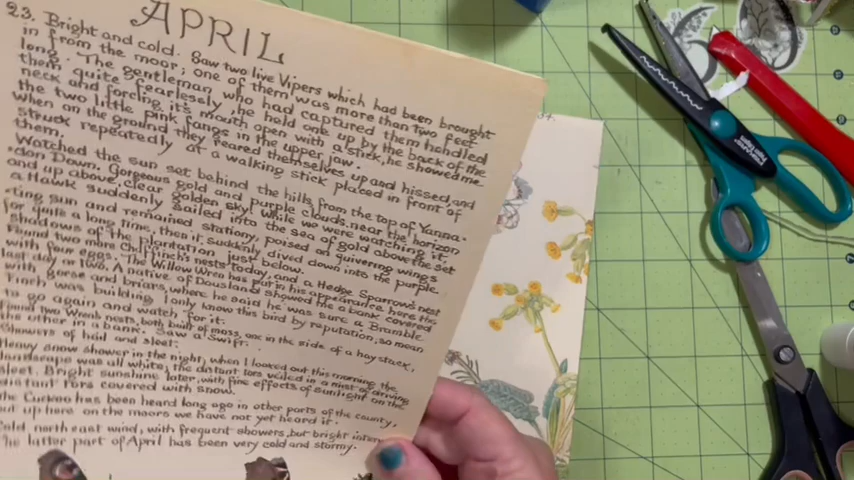 APRIL
23. Bright and cold. Saw two live Vipers which had been brought
in from the moor; one of them was more than two feet
long. The gentleman who had captured them handled
them quite fearlessly, he held one up by the back of the
neck and forcing it's mouth open with a stick, he showed me
the two little pink fangs in the upper jaw.
when on the ground they reared themselves up and hissed, and
struck repeatedly at a walking stick placed in front of
them.
Watched the sun set behind the hills from the top of Yanna-
-don Down. Gorgeous gold and purple clouds near the horizon
and up above, clear golden sky! While we were watching it,
a Hawk suddenly sailed into the sea of gold above the set
-ting sun and remained stationy, poised on quivering wings
for quite a long time, then it suddenly dived down into the purple
shadows of the plantation just below.
Found two more Chiffinch's nests today, and a Hedge Sparrow's nest
with four eggs. The Willow Wren has put in his appearance here the
last day or two. A native of Dousland showed me a bank covered
with gorse and briars, where he said he was sure a Bramble-
Finch was building. I only know this bird by reputation, so mean
to go again and watch for it.
Found two Wrens nests, both built of moss, one in the side of a hay stack,
the other in a bank. Saw a Swift.
Showers of hail and sleet.
Heavy snow shower in the night, when I looked out this morning the
landscape was all white, the distant tors veiled in a mist of driving
sleet. Bright sunshine later, with fine effects of sunlight on the
distant Tors covered with snow.
The Cuckoo has been heard long ago in other parts of the county,
but up here on the moors we have not yet heard it.
Cold north east wind, with frequent showers, but bright
The latter part of April has been very cold and stormy.